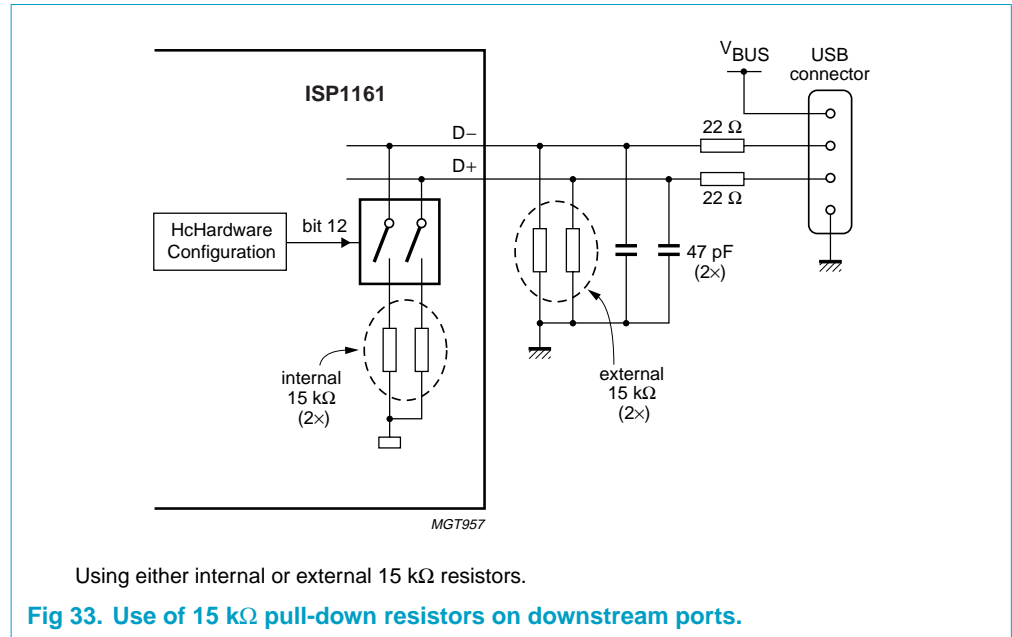 ISP1161
VBUS
USB
connector
D−
D+
22 Ω
22 Ω
HcHardware
Configuration
bit 12
47 pF
(2×)
internal
15 kΩ
(2×)
external
15 kΩ
(2×)
MGT957
Using either internal or external 15 kΩ resistors.
Fig 33. Use of 15 kΩ pull-down resistors on downstream ports.